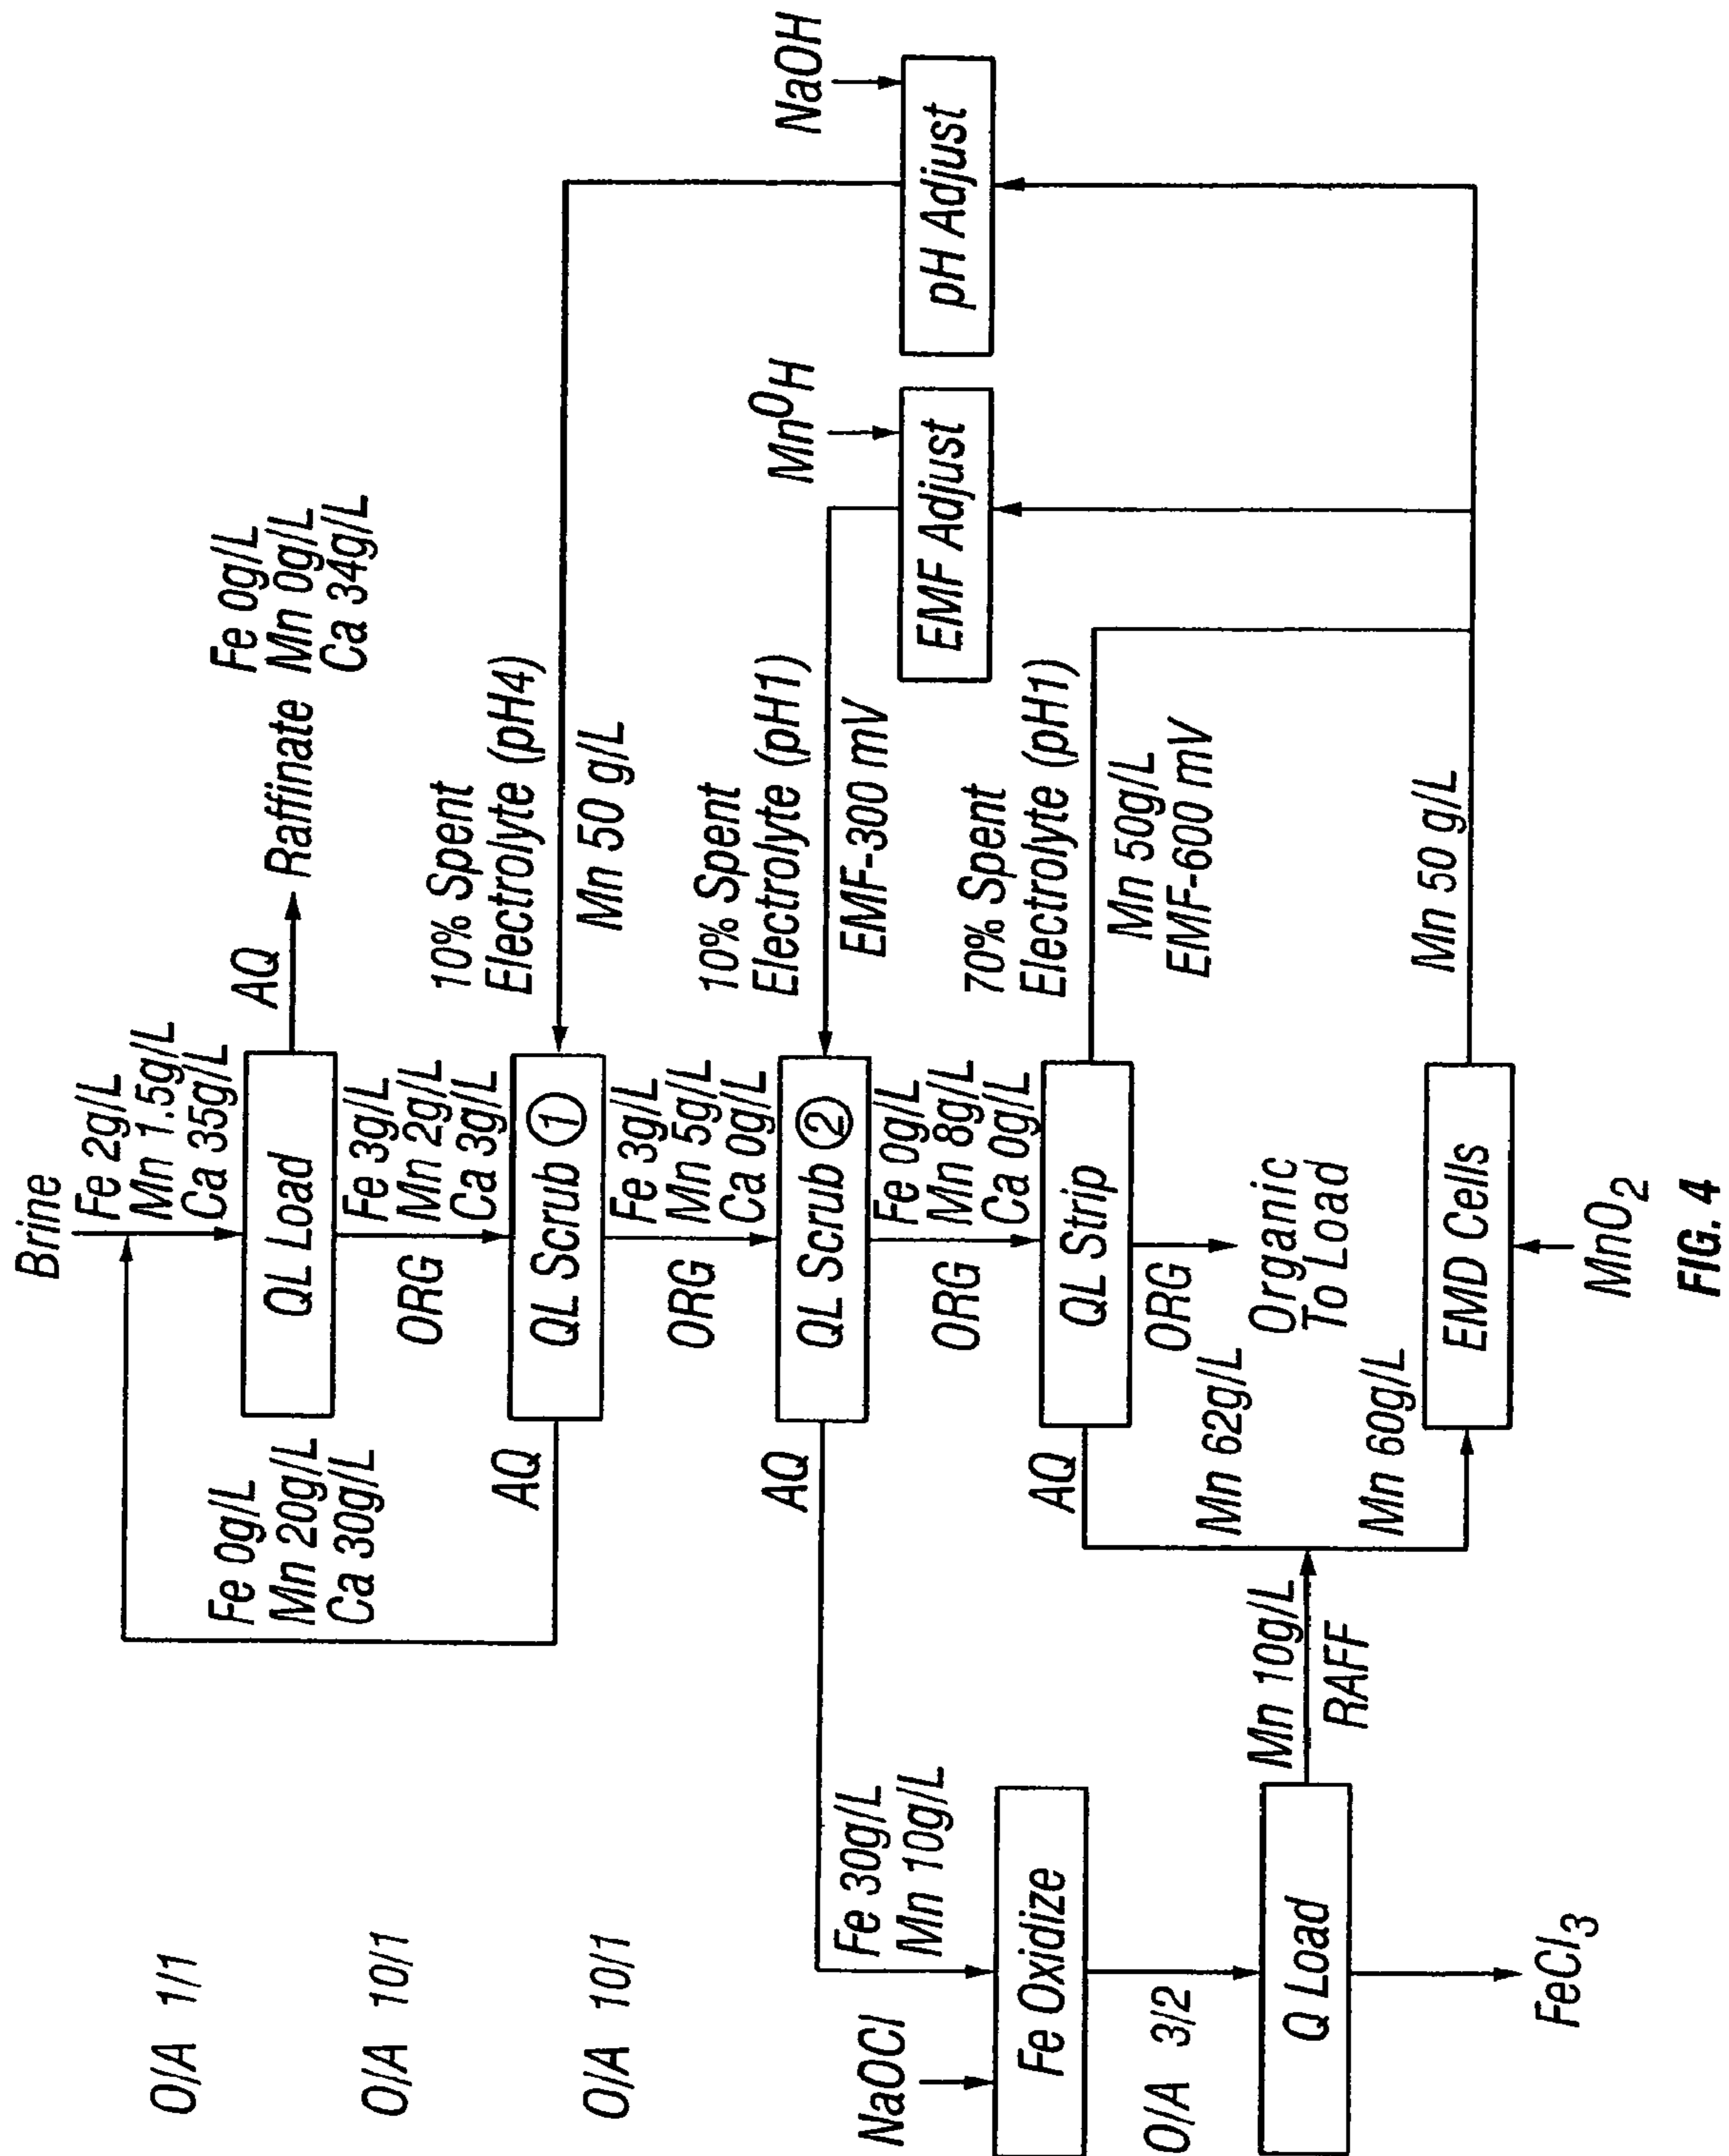 Brine
Fe 2g/L
Mn 1.5g/L
Ca 35g/L
O/A 1/1
QL Load
AQ
Raffinate
Fe 0g/L
Mn 0g/L
Ca 34g/L
Fe 0g/L
Mn 20g/L
Ca 30g/L
ORG
Fe 3g/L
Mn 2g/L
Ca 3g/L
10% Spent
Electrolyte (pH4)
Mn 50 g/L
NaOH
O/A 10/1
AQ
QL Scrub ①
ORG
Fe 3g/L
Mn 5g/L
Ca 0g/L
10% Spent
Electrolyte (pH1)
EMF-300 mV
Mn⁰H
EMF Adjust
pH Adjust
O/A 10/1
AQ
QL Scrub ②
Fe 30g/L
Mn 10g/L
ORG
Fe 0g/L
Mn 8g/L
Ca 0g/L
70% Spent
Electrolyte (pH1)
Mn 50g/L
EMF-600 mV
NaOCl
Fe Oxidize
AQ
QL Strip
O/A 3/2
Mn 62g/L
ORG
Organic
To Load
Q Load
Mn 10g/L
RAFF
Mn 60g/L
EMD Cells
Mn 50 g/L
FeCl₃
MnO₂
FIG. 4